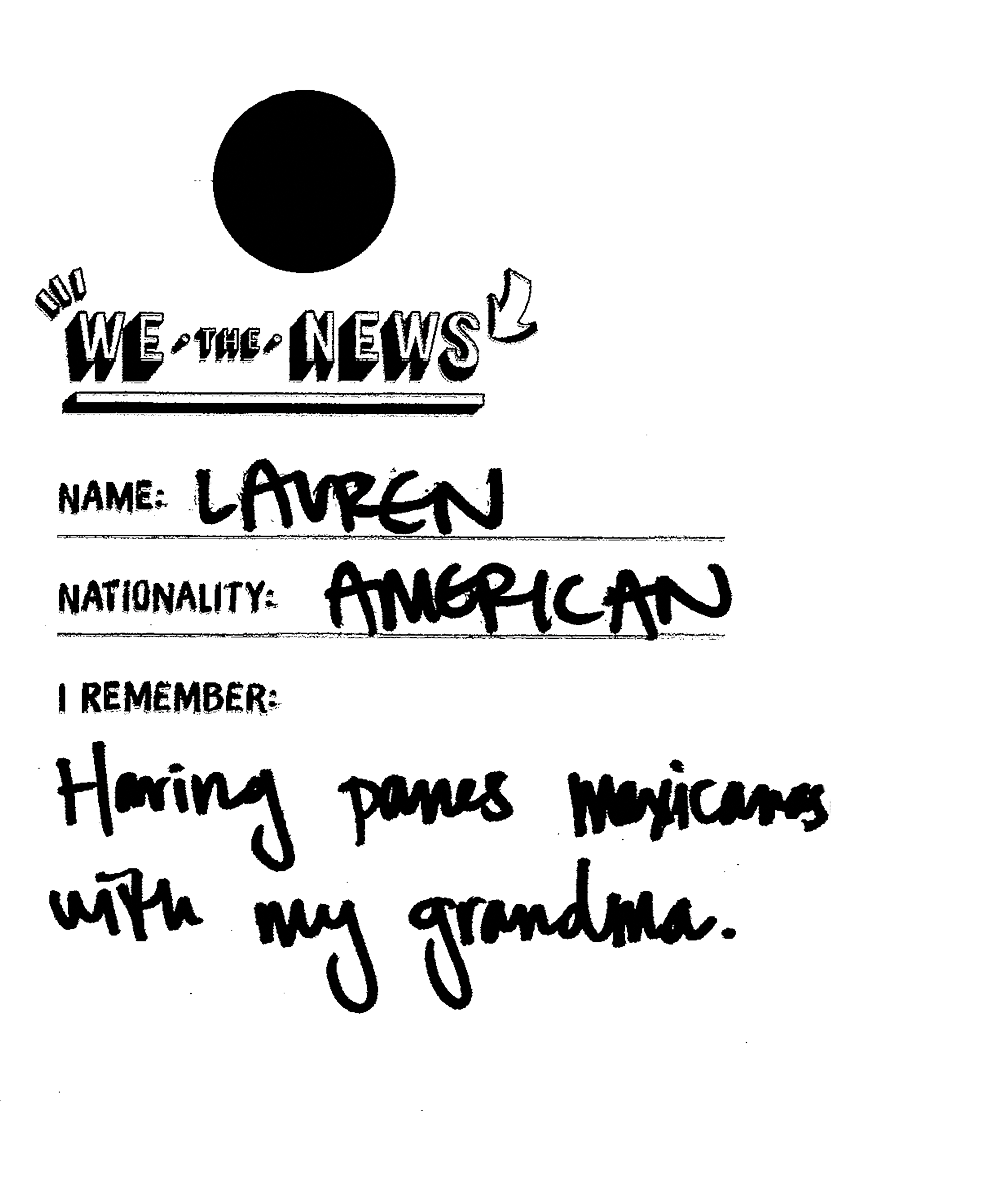 WE THE NEWS
NAME: LAUREN
NATIONALITY: AMERICAN
I REMEMBER:
Having panes mexicanos
with my grandma.